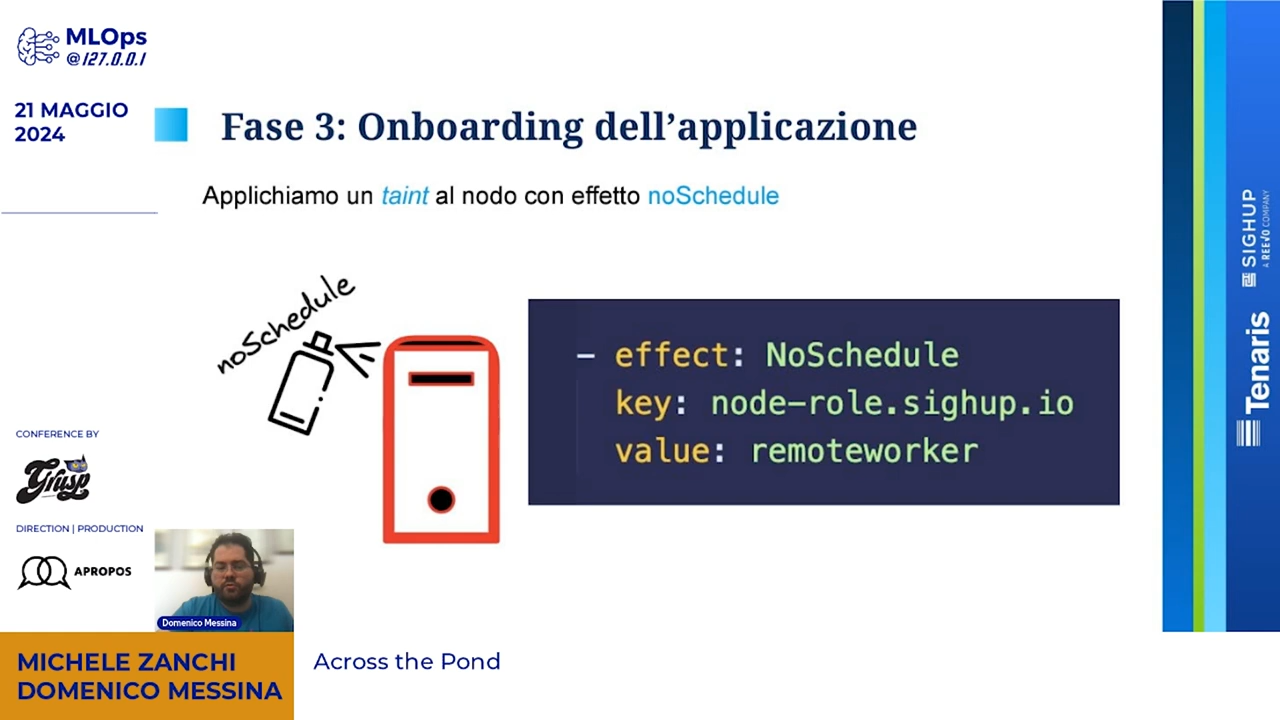 MLOps
@127.0.0.1
21 MAGGIO
2024
Fase 3: Onboarding dell’applicazione
Applichiamo un taint al nodo con effetto noSchedule
noSchedule
- effect: NoSchedule
key: node-role.sighup.io
value: remoteworker
SIGHUP
A REEVO COMPANY
Tenaris
CONFERENCE BY
Grusp
DIRECTION | PRODUCTION
APROPOS
Domenico Messina
MICHELE ZANCHI
DOMENICO MESSINA
Across the Pond